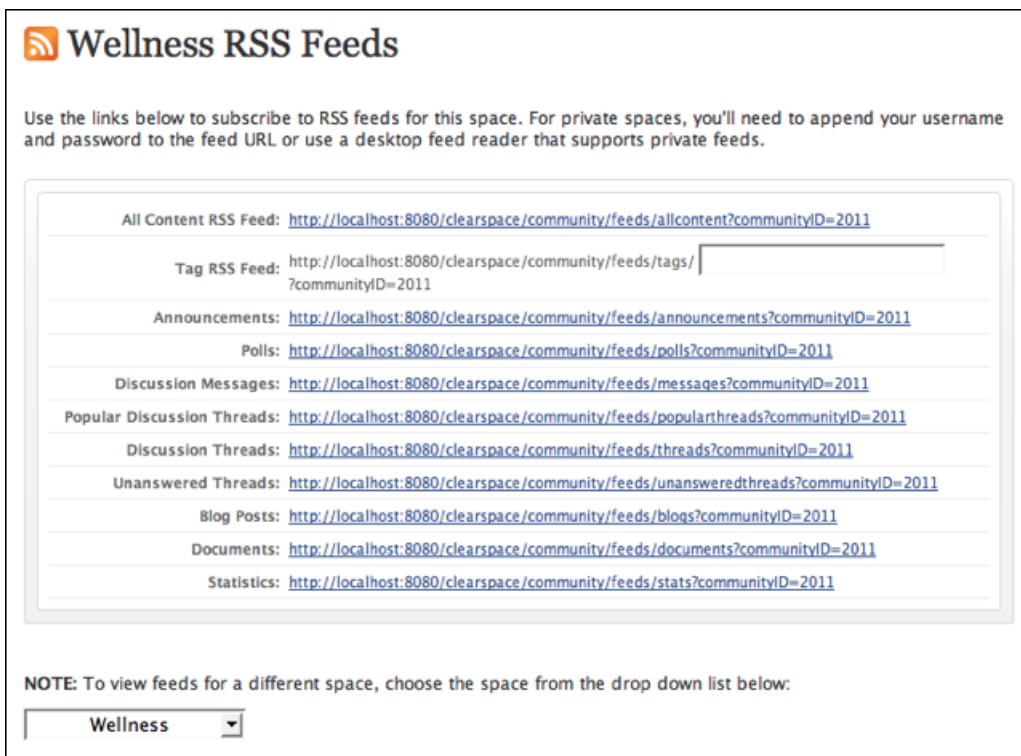 Wellness RSS Feeds
Use the links below to subscribe to RSS feeds for this space. For private spaces, you'll need to append your username
and password to the feed URL or use a desktop feed reader that supports private feeds.
All Content RSS Feed: http://localhost:8080/clearspace/community/feeds/allcontent?communityID=2011
Tag RSS Feed: http://localhost:8080/clearspace/community/feeds/tags/
?communityID=2011
Announcements: http://localhost:8080/clearspace/community/feeds/announcements?communityID=2011
Polls: http://localhost:8080/clearspace/community/feeds/polls?communityID=2011
Discussion Messages: http://localhost:8080/clearspace/community/feeds/messages?communityID=2011
Popular Discussion Threads: http://localhost:8080/clearspace/community/feeds/popularthreads?communityID=2011
Discussion Threads: http://localhost:8080/clearspace/community/feeds/threads?communityID=2011
Unanswered Threads: http://localhost:8080/clearspace/community/feeds/unansweredthreads?communityID=2011
Blog Posts: http://localhost:8080/clearspace/community/feeds/blogs?communityID=2011
Documents: http://localhost:8080/clearspace/community/feeds/documents?communityID=2011
Statistics: http://localhost:8080/clearspace/community/feeds/stats?communityID=2011
NOTE: To view feeds for a different space, choose the space from the drop down list below:
Wellness